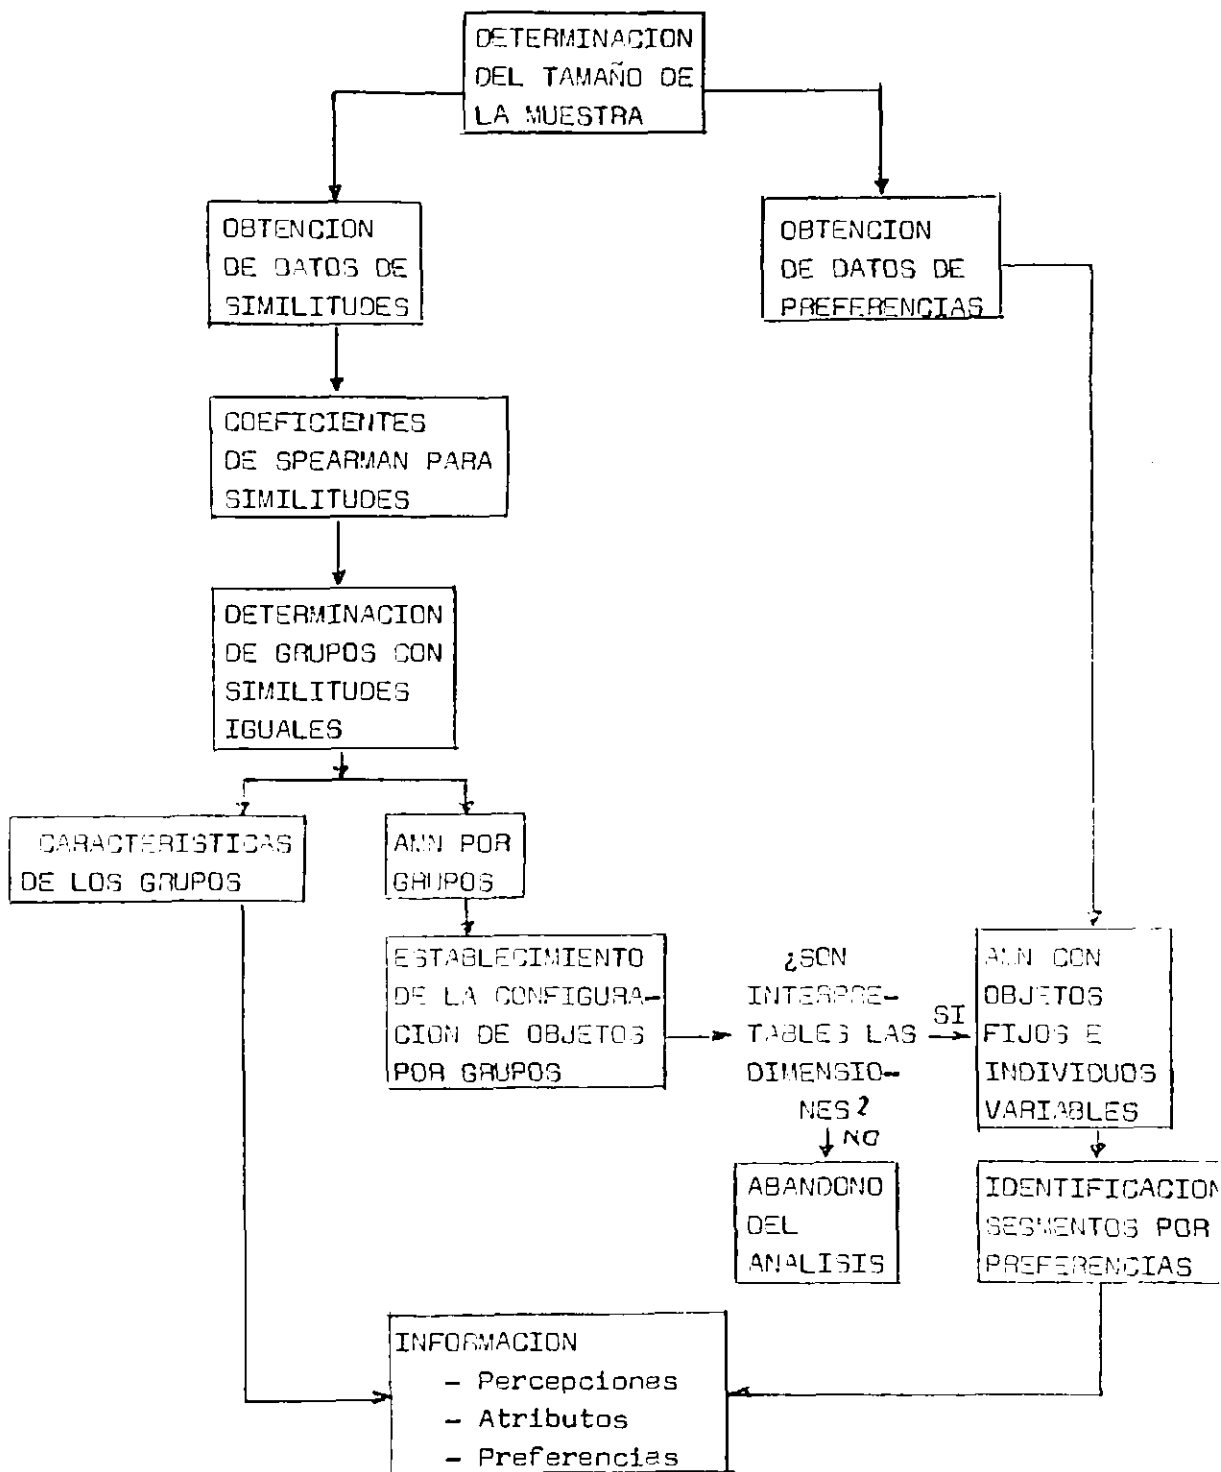 DETERMINACION
DEL TAMAÑO DE
LA MUESTRA
OBTENCION
DE DATOS DE
SIMILITUDES
OBTENCION
DE DATOS DE
PREFERENCIAS
COEFICIENTES
DE SPEARMAN PARA
SIMILITUDES
DETERMINACION
DE GRUPOS CON
SIMILITUDES
IGUALES
CARACTERISTICAS
DE LOS GRUPOS
AMN POR
GRUPOS
ESTABLECIMIENTO
DE LA CONFIGURA-
CION DE OBJETOS
POR GRUPOS
¿SON
INTERPRE-
TABLES LAS
DIMENSIO-
NES?
SI
NO
AMN CON
OBJETOS
FIJOS E
INDIVIDUOS
VARIABLES
ABANDONO
DEL
ANALISIS
IDENTIFICACION
SEGMENTOS POR
PREFERENCIAS
INFORMACION
- Percepciones
- Atributos
- Preferencias